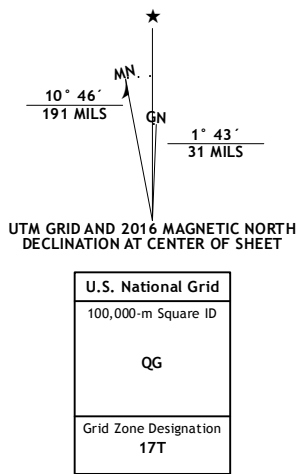 ★
MN
GN
10° 46´
191 MILS
1° 43´
31 MILS
UTM GRID AND 2016 MAGNETIC NORTH
DECLINATION AT CENTER OF SHEET
U.S. National Grid
100,000-m Square ID
QG
Grid Zone Designation
17T